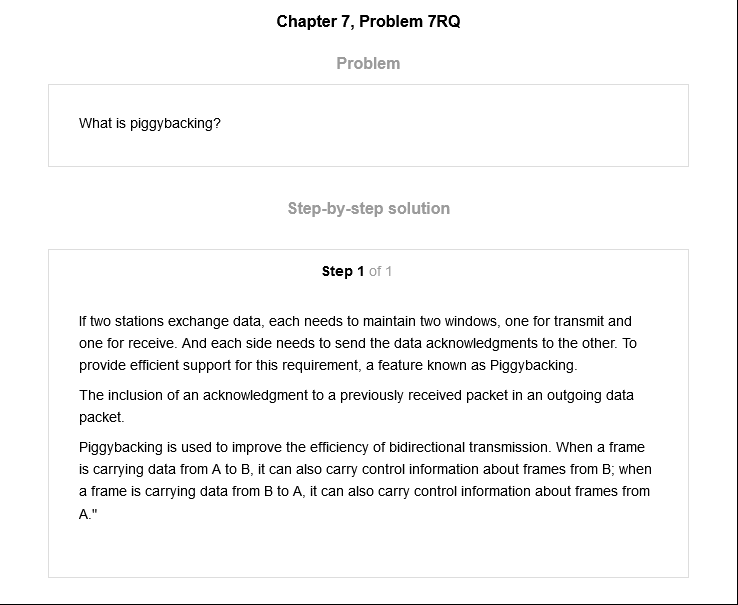 Chapter 7, Problem 7RQ
Problem
What is piggybacking?
Step-by-step solution
Step 1 of 1
If two stations exchange data, each needs to maintain two windows, one for transmit and
one for receive. And each side needs to send the data acknowledgments to the other. To
provide efficient support for this requirement, a feature known as Piggybacking.
The inclusion of an acknowledgment to a previously received packet in an outgoing data
packet.
Piggybacking is used to improve the efficiency of bidirectional transmission. When a frame
is carrying data from A to B, it can also carry control information about frames from B; when
a frame is carrying data from B to A, it can also carry control information about frames from
A."